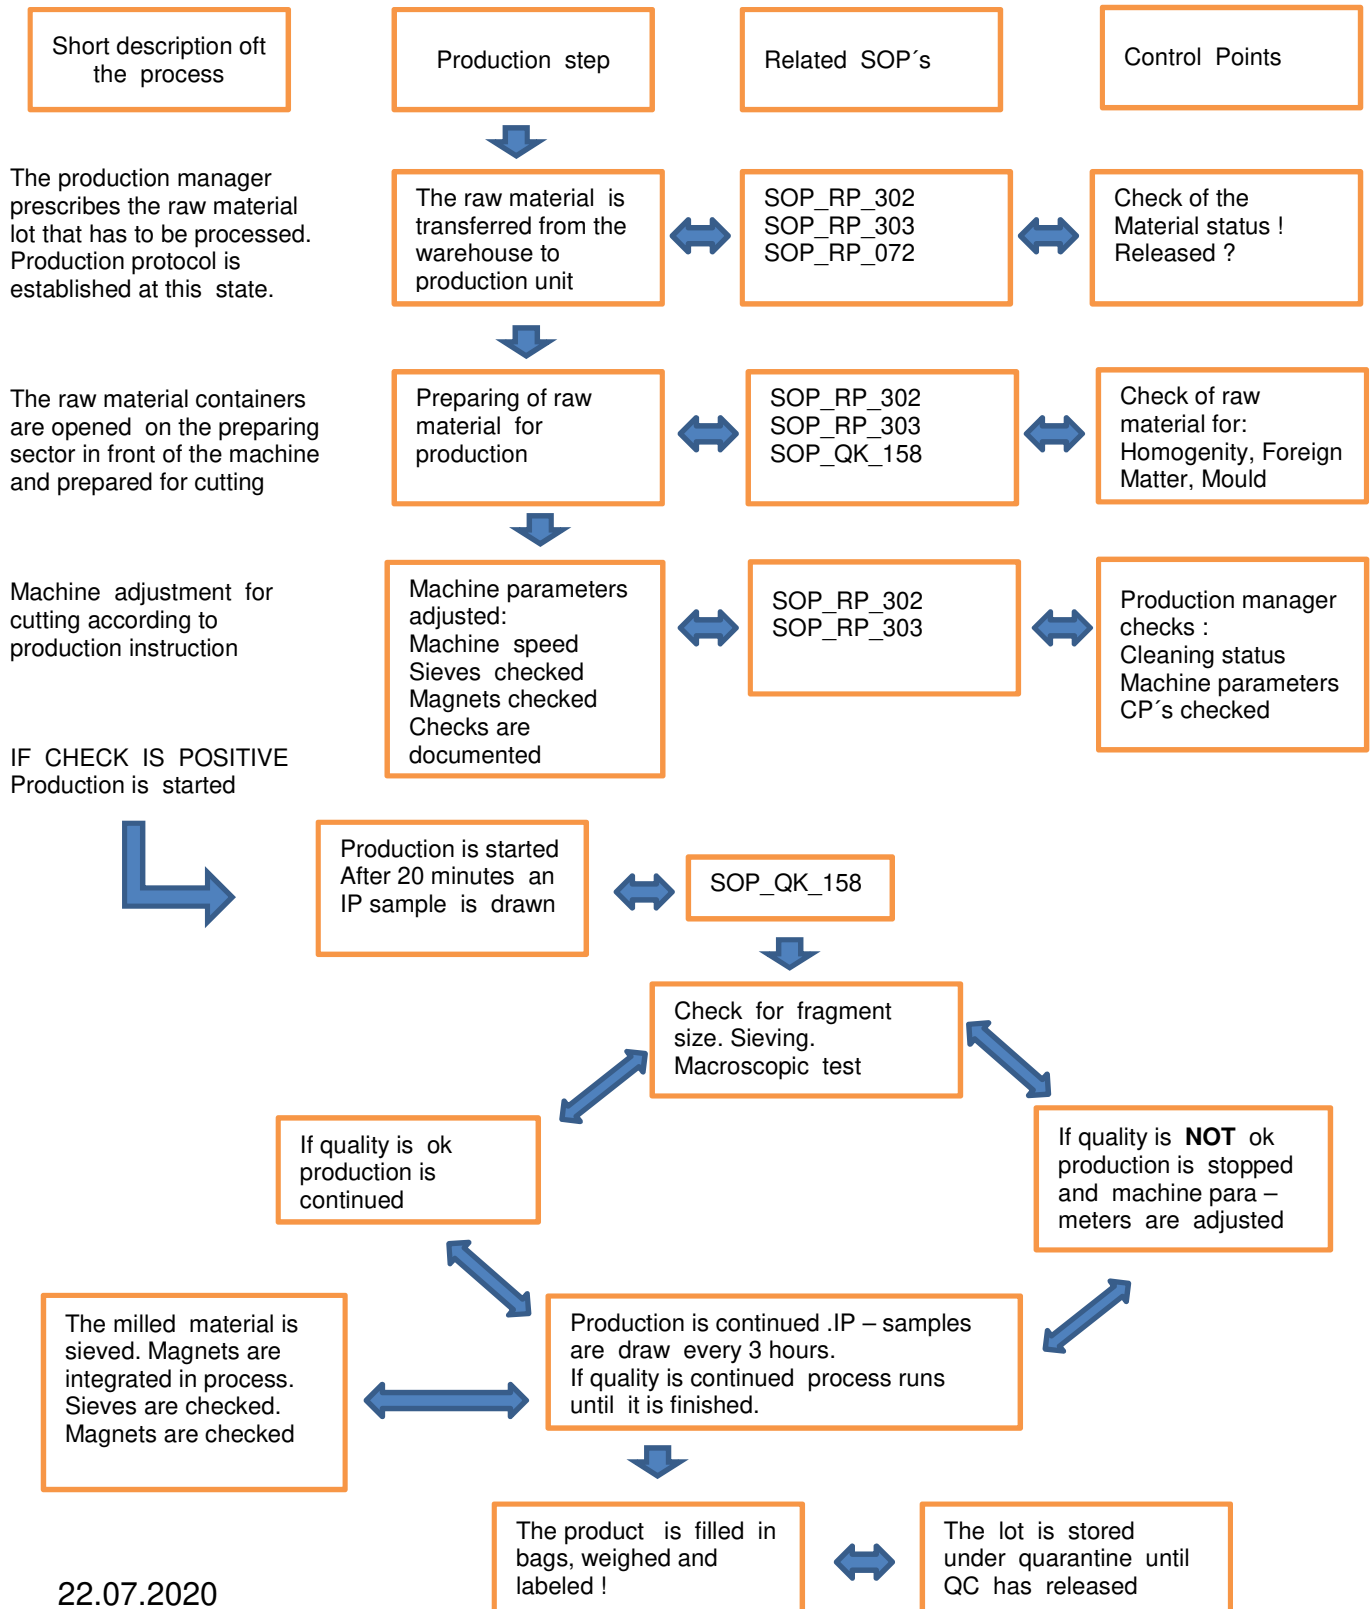 Short description oft
the process
Production step
Related SOP´s
Control Points
The production manager
prescribes the raw material
lot that has to be processed.
Production protocol is
established at this state.
The raw material is
transferred from the
warehouse to
production unit
SOP_RP_302
SOP_RP_303
SOP_RP_072
Check of the
Material status !
Released ?
The raw material containers
are opened on the preparing
sector in front of the machine
and prepared for cutting
Preparing of raw
material for
production
SOP_RP_302
SOP_RP_303
SOP_QK_158
Check of raw
material for:
Homogenity, Foreign
Matter, Mould
Machine adjustment for
cutting according to
production instruction
Machine parameters
adjusted:
Machine speed
Sieves checked
Magnets checked
Checks are
documented
SOP_RP_302
SOP_RP_303
Production manager
checks :
Cleaning status
Machine parameters
CP´s checked
IF CHECK IS POSITIVE
Production is started
Production is started
After 20 minutes an
IP sample is drawn
SOP_QK_158
Check for fragment
size. Sieving.
Macroscopic test
If quality is ok
production is
continued
If quality is NOT ok
production is stopped
and machine para –
meters are adjusted
The milled material is
sieved. Magnets are
integrated in process.
Sieves are checked.
Magnets are checked
Production is continued .IP – samples
are draw every 3 hours.
If quality is continued process runs
until it is finished.
The product is filled in
bags, weighed and
labeled !
The lot is stored
under quarantine until
QC has released
22.07.2020